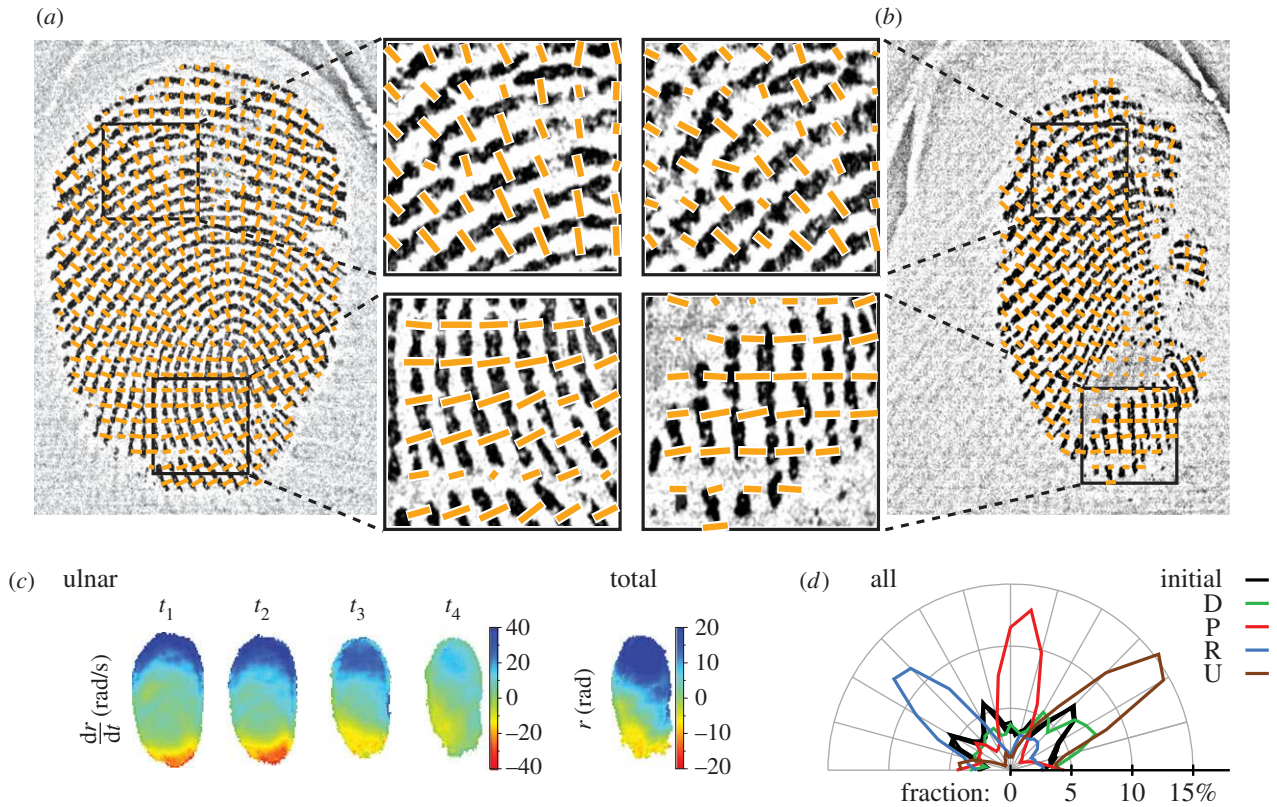 (a)
(b)
(c) ulnar
t1 t2 t3 t4
dr/dt (rad/s)
40
20
0
−20
−40
total
r (rad)
20
10
0
−10
−20
(d) all
initial
D
P
R
U
fraction: 0 5 10 15%